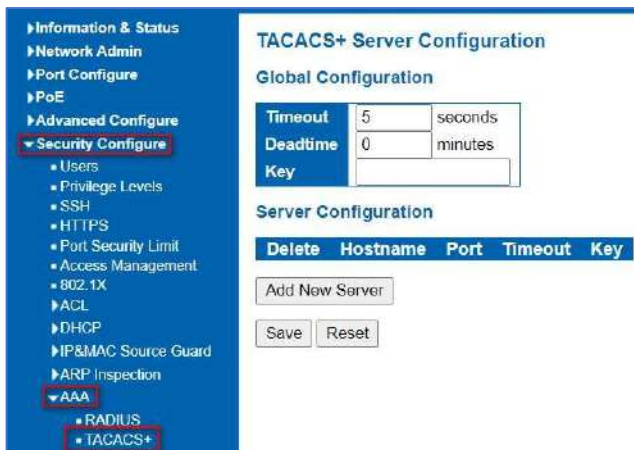 ▸Information & Status
▸Network Admin
▸Port Configure
▸PoE
▸Advanced Configure
▾Security Configure
▪Users
▪Privilege Levels
▪SSH
▪HTTPS
▪Port Security Limit
▪Access Management
▪802.1X
▸ACL
▸DHCP
▸IP&MAC Source Guard
▸ARP Inspection
▾AAA
▪RADIUS
▪TACACS+
TACACS+ Server Configuration
Global Configuration
Timeout 5 seconds
Deadtime 0 minutes
Key
Server Configuration
Delete Hostname Port Timeout Key
Add New Server
Save Reset